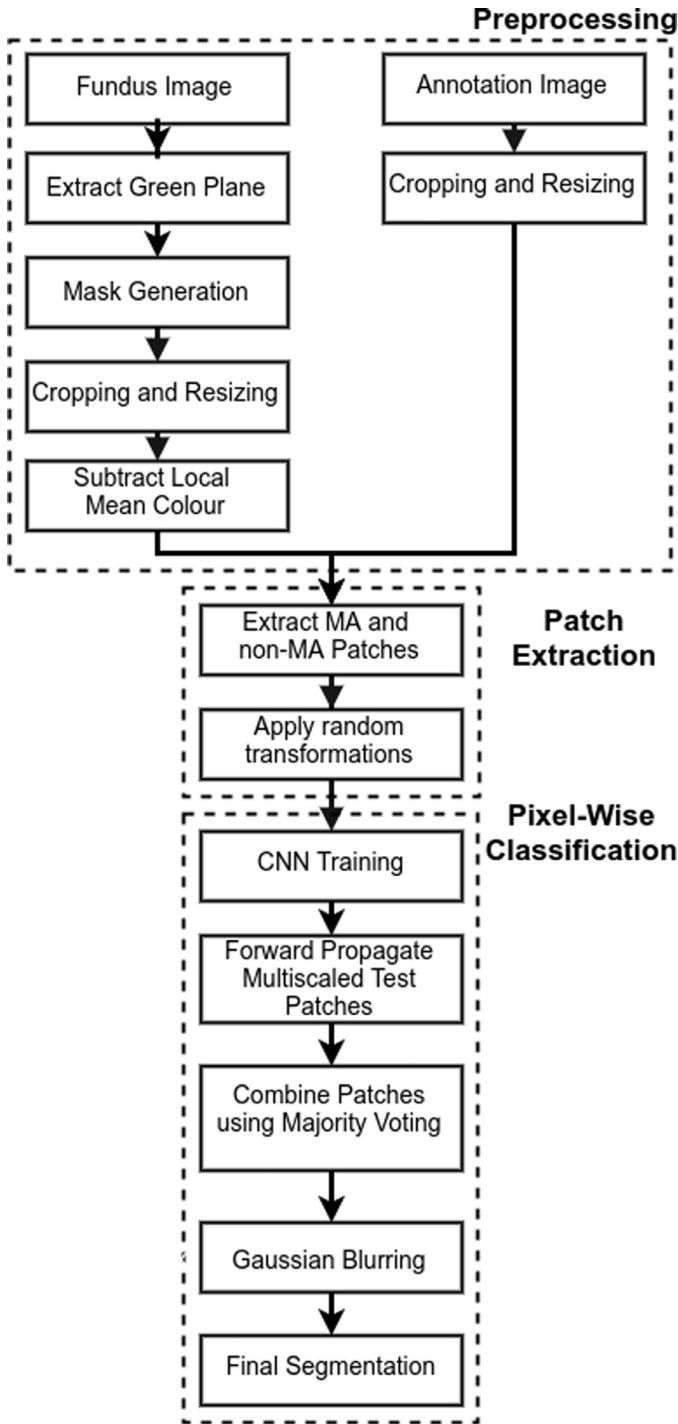 Preprocessing
Fundus Image
Extract Green Plane
Mask Generation
Cropping and Resizing
Subtract Local
Mean Colour
Annotation Image
Cropping and Resizing
Patch
Extraction
Extract MA and
non-MA Patches
Apply random
transformations
Pixel-Wise
Classification
CNN Training
Forward Propagate
Multiscaled Test
Patches
Combine Patches
using Majority Voting
Gaussian Blurring
Final Segmentation